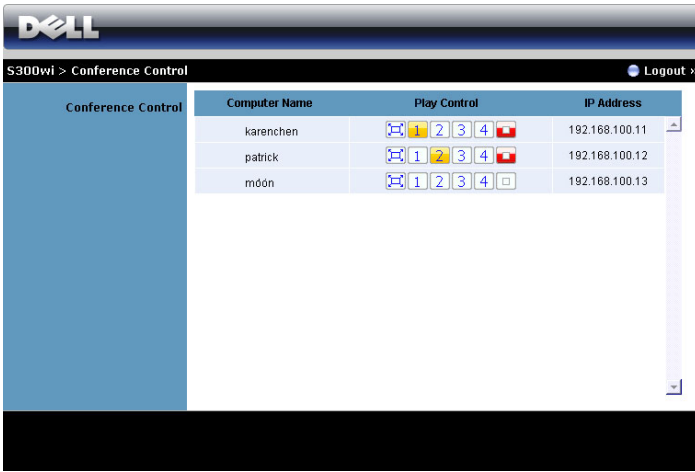 DELL
S300wi > Conference Control
Logout »
Conference Control
Computer Name Play Control IP Address
karenchen 1 2 3 4 192.168.100.11
patrick 1 2 3 4 192.168.100.12
móón 1 2 3 4 192.168.100.13